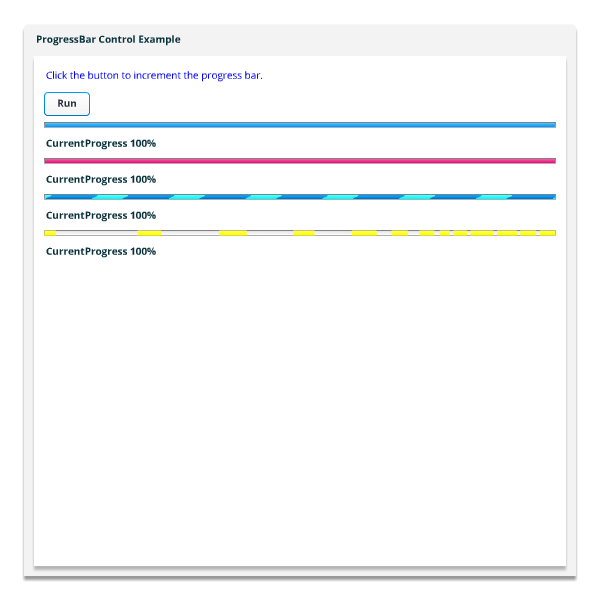 ProgressBar Control Example
Click the button to increment the progress bar.
Run
CurrentProgress 100%
CurrentProgress 100%
CurrentProgress 100%
CurrentProgress 100%